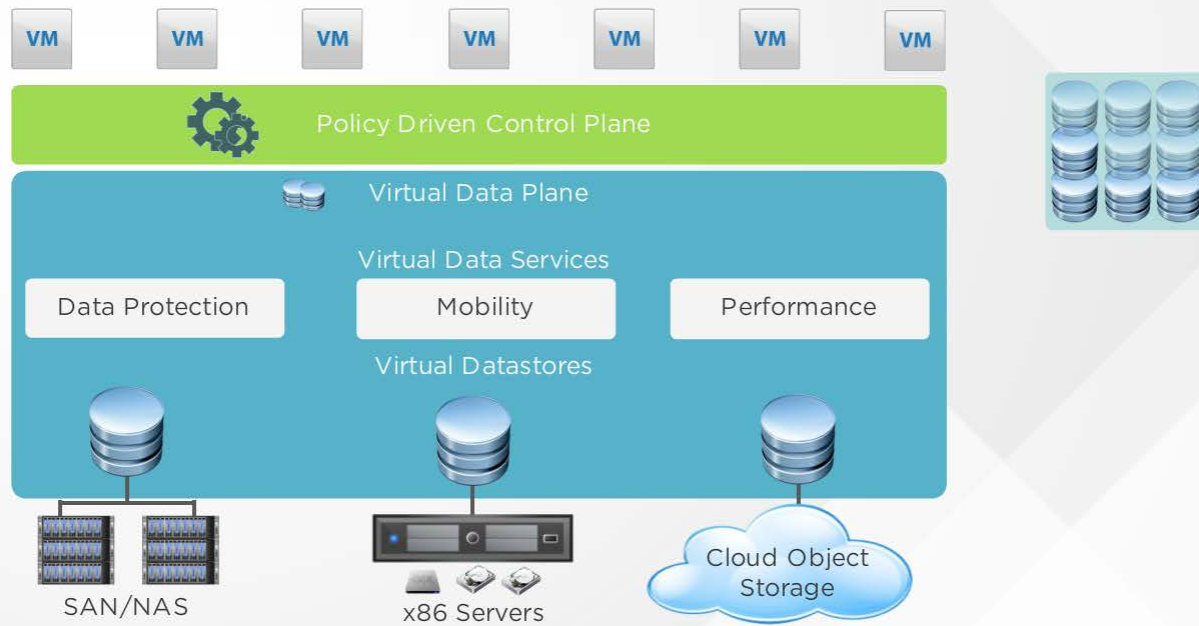 VM VM VM VM VM VM VM
Policy Driven Control Plane
Virtual Data Plane
Virtual Data Services
Data Protection Mobility Performance
Virtual Datastores
Cloud Object
Storage
SAN/NAS
x86 Servers